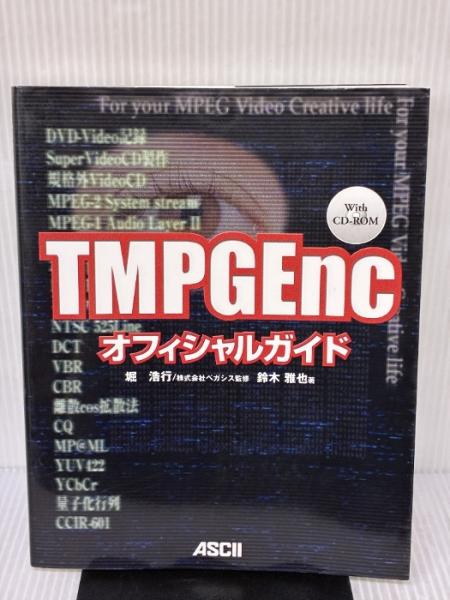 For your MPEG Video Creative life
For your MPEG Vi
ative life
DVD-Video記録
SuperVideoCD製作
規格外VideoCD
MPEG-2 System stream
MPEG-1 Audio Layer II
With
CD-ROM
TMPGEnc
オフィシャルガイド
堀 浩行/株式会社ペガシス監修 鈴木 雅也著
NTSC 525Line
DCT
VBR
CBR
離散cos拡散法
CQ
MP@ML
YUV422
YCbCr
量子化行列
CCIR-601
ASCII